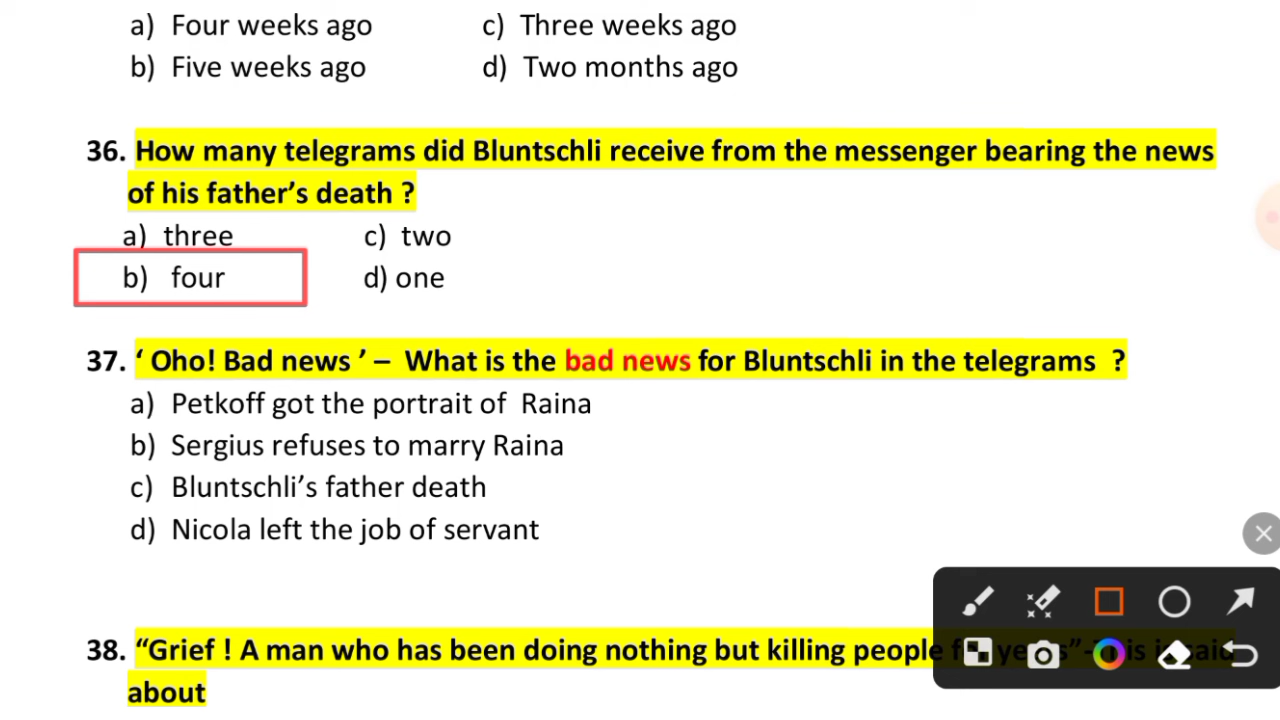 a) Four weeks ago c) Three weeks ago
b) Five weeks ago d) Two months ago
36. How many telegrams did Bluntschli receive from the messenger bearing the news
of his father's death ?
a) three c) two
b) four d) one
37. ‘ Oho! Bad news ’ – What is the bad news for Bluntschli in the telegrams ?
a) Petkoff got the portrait of Raina
b) Sergius refuses to marry Raina
c) Bluntschli's father death
d) Nicola left the job of servant
38. “Grief ! A man who has been doing nothing but killing people
about